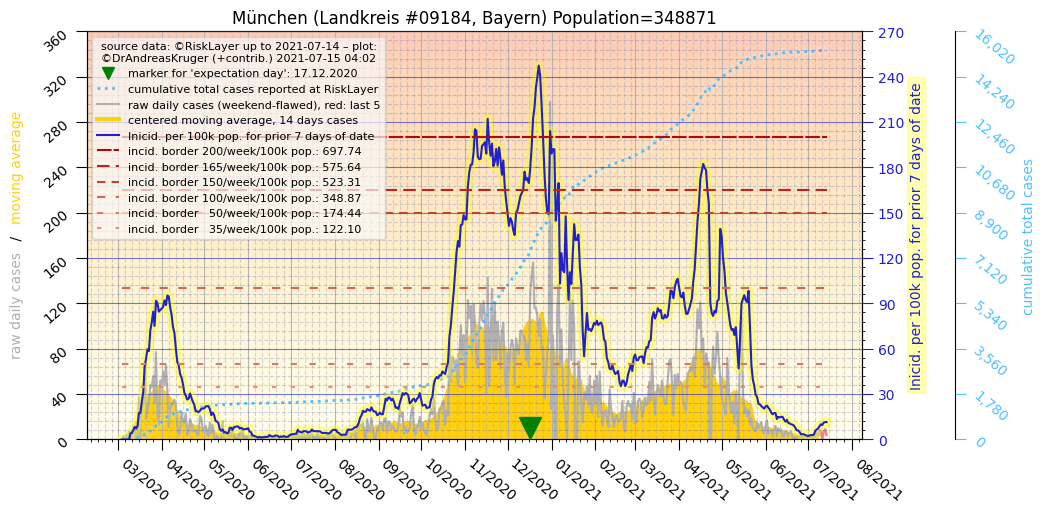 München (Landkreis #09184, Bayern) Population=348871
source data: ©RiskLayer up to 2021-07-14 – plot:
©DrAndreasKruger (+contrib.) 2021-07-15 04:02
marker for 'expectation day': 17.12.2020
cumulative total cases reported at RiskLayer
raw daily cases (weekend-flawed), red: last 5
centered moving average, 14 days cases
Inicid. per 100k pop. for prior 7 days of date
incid. border 200/week/100k pop.: 697.74
incid. border 165/week/100k pop.: 575.64
incid. border 150/week/100k pop.: 523.31
incid. border 100/week/100k pop.: 348.87
incid. border   50/week/100k pop.: 174.44
incid. border   35/week/100k pop.: 122.10
raw daily cases   /   moving average
360
320
280
240
200
160
120
80
40
0
270
240
210
180
150
120
90
60
30
0
Inicid. per 100k pop. for prior 7 days of date
16,020
14,240
12,460
10,680
8,900
7,120
5,340
3,560
1,780
0
cumulative total cases
03/2020
04/2020
05/2020
06/2020
07/2020
08/2020
09/2020
10/2020
11/2020
12/2020
01/2021
02/2021
03/2021
04/2021
05/2021
06/2021
07/2021
08/2021